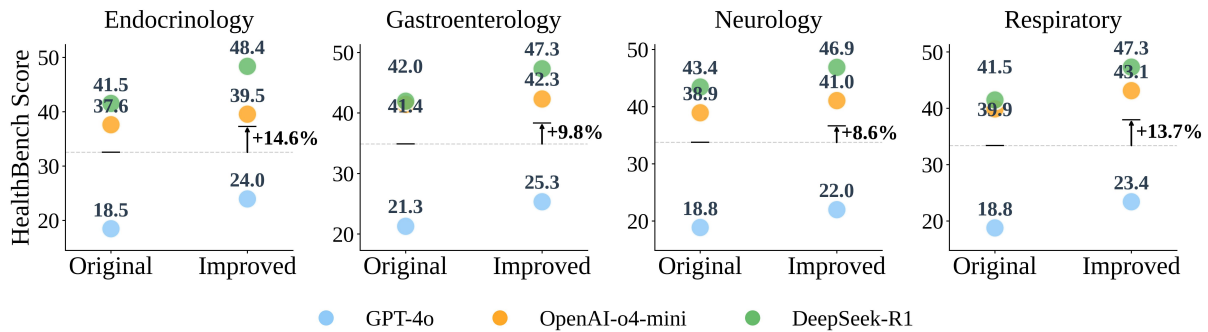 Endocrinology
Gastroenterology
Neurology
Respiratory
HealthBench Score
50
40
30
20
41.5
37.6
18.5
48.4
39.5
+14.6%
24.0
Original
Improved
50
40
30
20
42.0
41.4
21.3
47.3
42.3
+9.8%
25.3
Original
Improved
50
40
30
20
43.4
38.9
18.8
46.9
41.0
+8.6%
22.0
Original
Improved
50
40
30
20
41.5
39.9
18.8
47.3
43.1
+13.7%
23.4
Original
Improved
GPT-4o
OpenAI-o4-mini
DeepSeek-R1